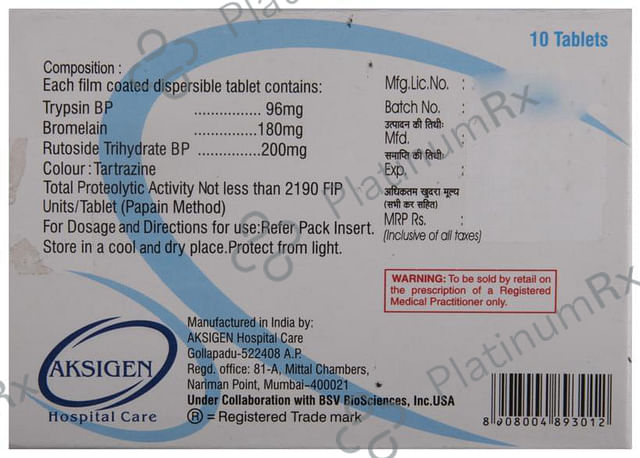 10 Tablets
Composition :
Each film coated dispersible tablet contains:
Trypsin BP ................ 96mg
Bromelain ................180mg
Rutoside Trihydrate BP ...............200mg
Colour : Tartrazine
Total Proteolytic Activity Not less than 2190 FIP
Units/Tablet (Papain Method)
For Dosage and Directions for use:Refer Pack Insert.
Store in a cool and dry place.Protect from light.
Mfg.Lic.No. :
Batch No. :
उत्पादन की तिथी:
Mfd. :
समाप्ति की तिथी:
Exp. :
अधिकतम खुदरा मूल्य
(सभी कर सहित)
MRP Rs. :
(Inclusive of all taxes)
WARNING: To be sold by retail on
the prescription of a Registered
Medical Practitioner only.
AKSIGEN
Hospital Care
Manufactured in India by:
AKSIGEN Hospital Care
Gollapadu-522408 A.P.
Regd. office: 81-A, Mittal Chambers,
Nariman Point, Mumbai-400021
Under Collaboration with BSV BioSciences, Inc.USA
® = Registered Trade mark
8 908004 893012
PlatinumRx
PlatinumRx
PlatinumRx
PlatinumRx
Rx